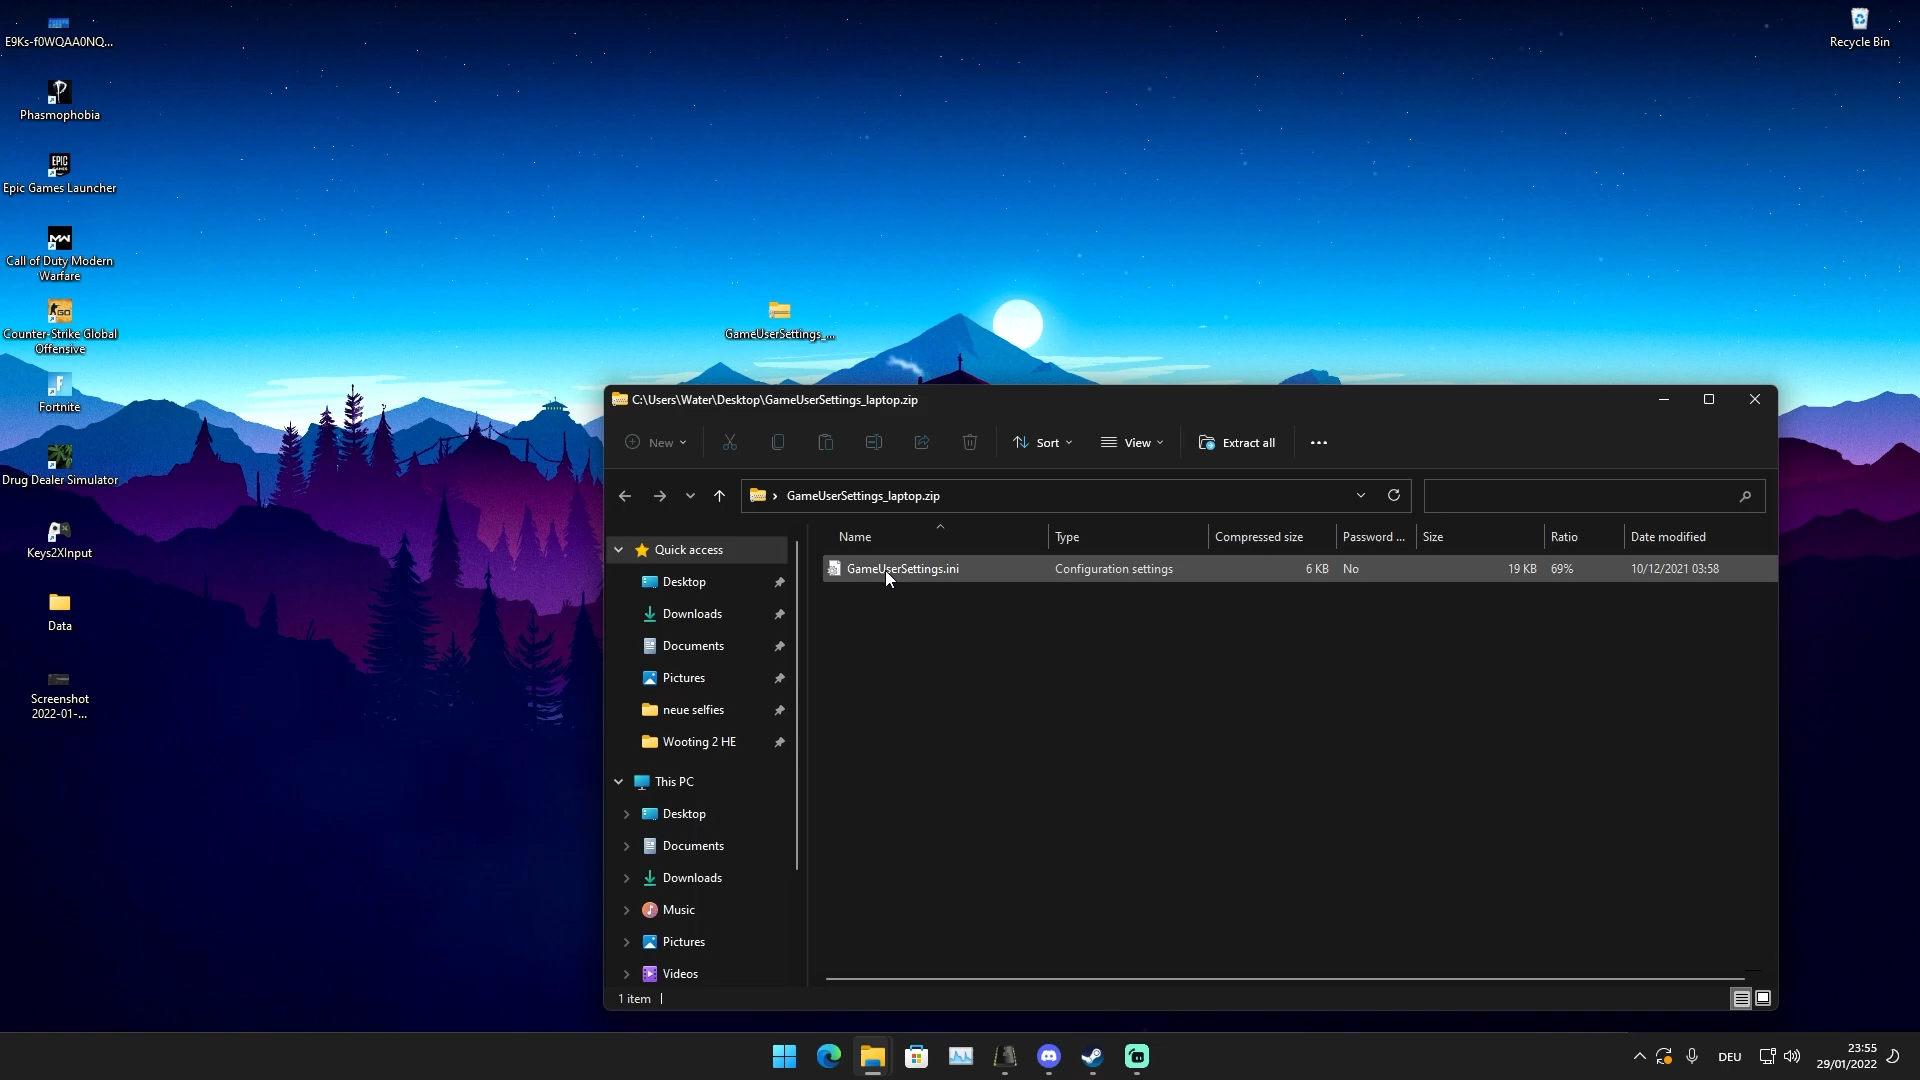 E9Ks-f0WQAA0NQ...
Phasmophobia
EPIC
GAMES
Epic Games Launcher
MW
Call of Duty Modern
Warfare
GO
Counter-Strike Global
Offensive
F
Fortnite
Drug Dealer Simulator
Keys2XInput
Data
Screenshot
2022-01-...
GameUserSettings_...
Recycle Bin
C:\Users\Water\Desktop\GameUserSettings_laptop.zip
New
Sort
View
Extract all
GameUserSettings_laptop.zip
Name
Type
Compressed size
Password ...
Size
Ratio
Date modified
GameUserSettings.ini
Configuration settings
6 KB
No
19 KB
69%
10/12/2021 03:58
Quick access
Desktop
Downloads
Documents
Pictures
neue selfies
Wooting 2 HE
This PC
Desktop
Documents
Downloads
Music
Pictures
Videos
1 item
DEU
23:55
29/01/2022